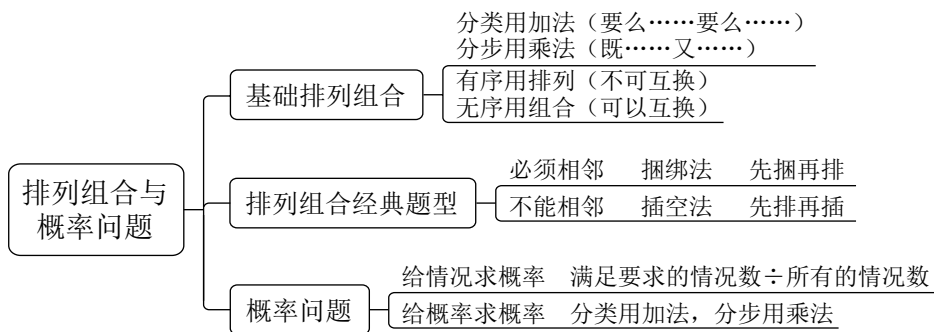 分类用加法（要么……要么……）
分步用乘法（既……又……）
基础排列组合
有序用排列（不可互换）
无序用组合（可以互换）
排列组合与
概率问题
排列组合经典题型
必须相邻 捆绑法 先捆再排
不能相邻 插空法 先排再插
概率问题
给情况求概率 满足要求的情况数÷所有的情况数
给概率求概率 分类用加法，分步用乘法